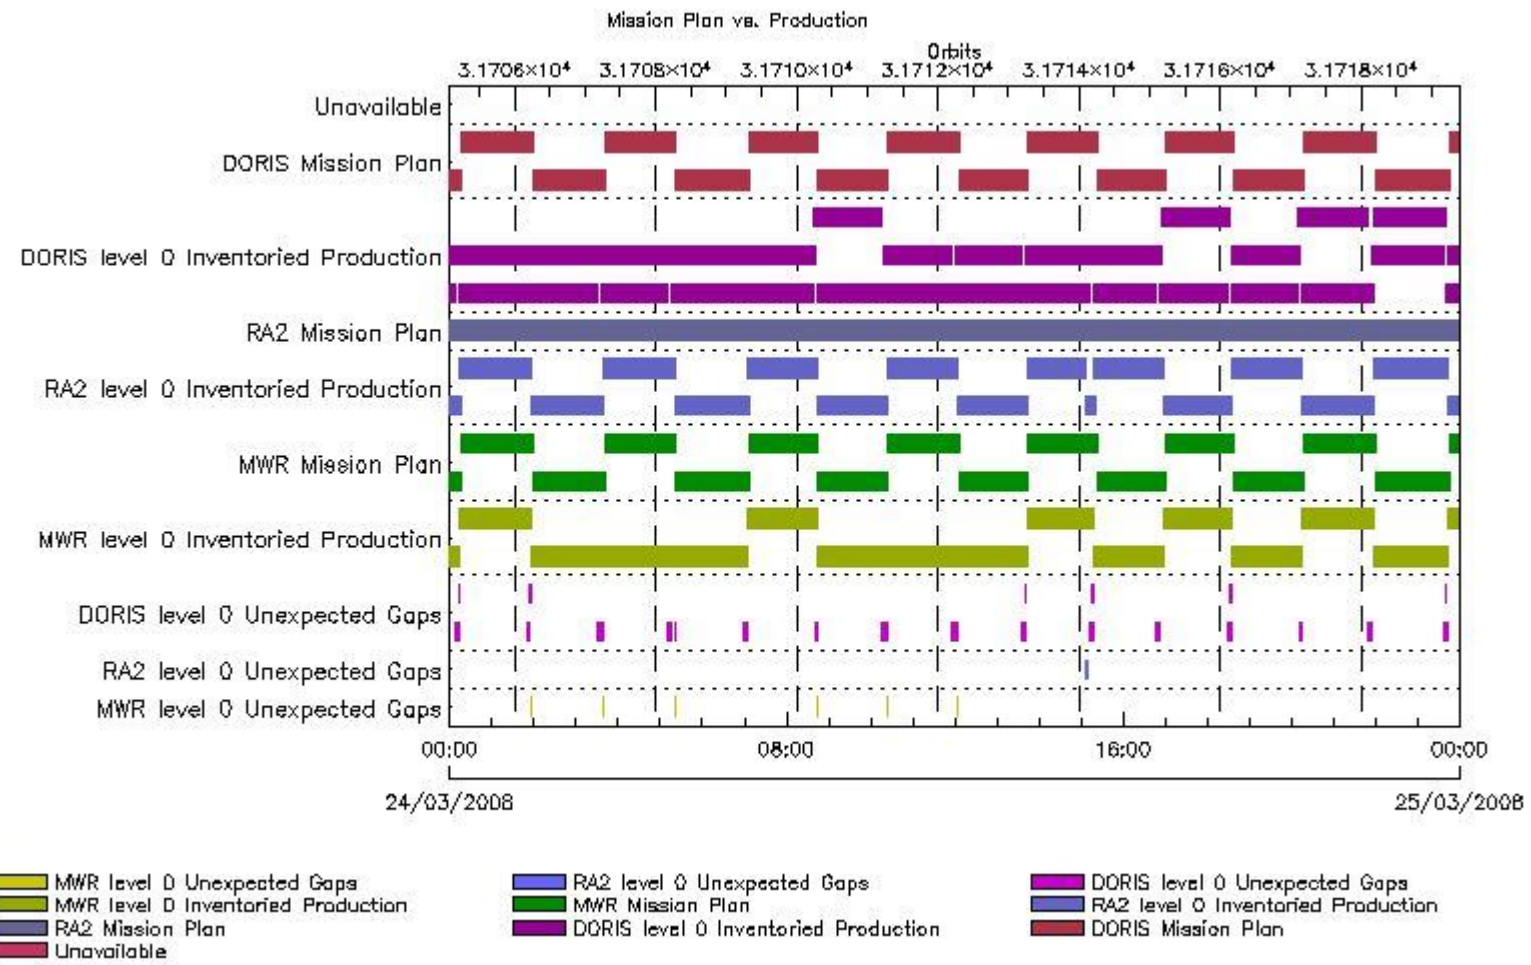 Mission Plan vs. Production
Orbits
3.1706×10⁴ 3.1708×10⁴ 3.1710×10⁴ 3.1712×10⁴ 3.1714×10⁴ 3.1716×10⁴ 3.1718×10⁴
Unavailable
DORIS Mission Plan
DORIS level 0 Inventoried Production
RA2 Mission Plan
RA2 level 0 Inventoried Production
MWR Mission Plan
MWR level 0 Inventoried Production
DORIS level 0 Unexpected Gaps
RA2 level 0 Unexpected Gaps
MWR level 0 Unexpected Gaps
00:00 08:00 16:00 00:00
24/03/2008 25/03/2008
MWR level 0 Unexpected Gaps RA2 level 0 Unexpected Gaps DORIS level 0 Unexpected Gaps
MWR level 0 Inventoried Production MWR Mission Plan RA2 level 0 Inventoried Production
RA2 Mission Plan DORIS level 0 Inventoried Production DORIS Mission Plan
Unavailable